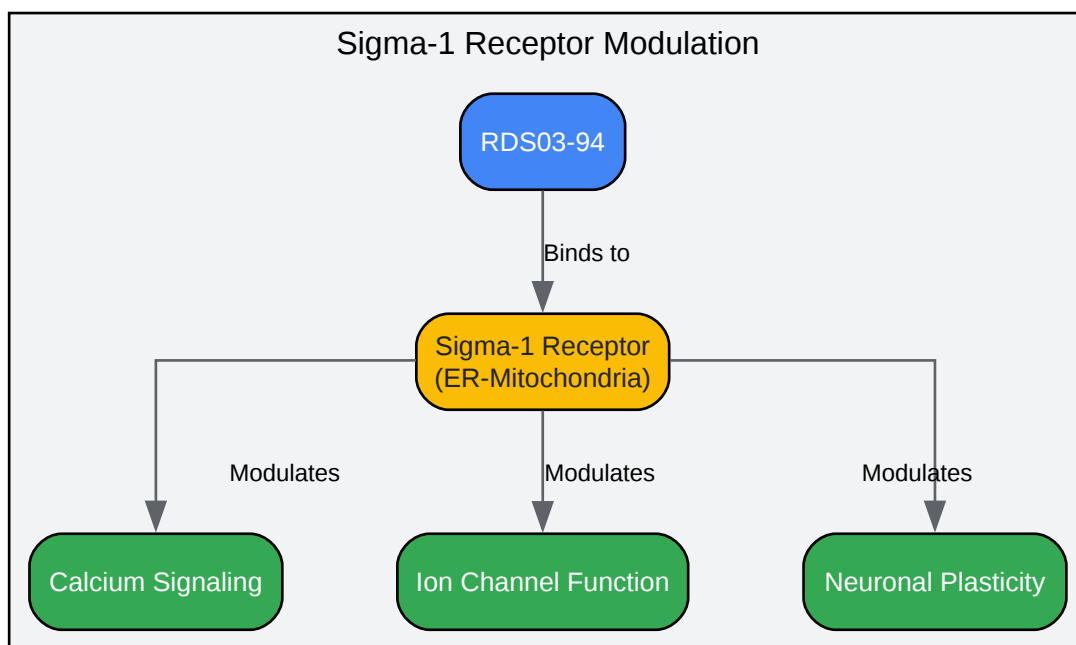 Sigma-1 Receptor Modulation
RDS03-94
Binds to
Sigma-1 Receptor
(ER-Mitochondria)
Modulates
Modulates
Modulates
Calcium Signaling
Ion Channel Function
Neuronal Plasticity